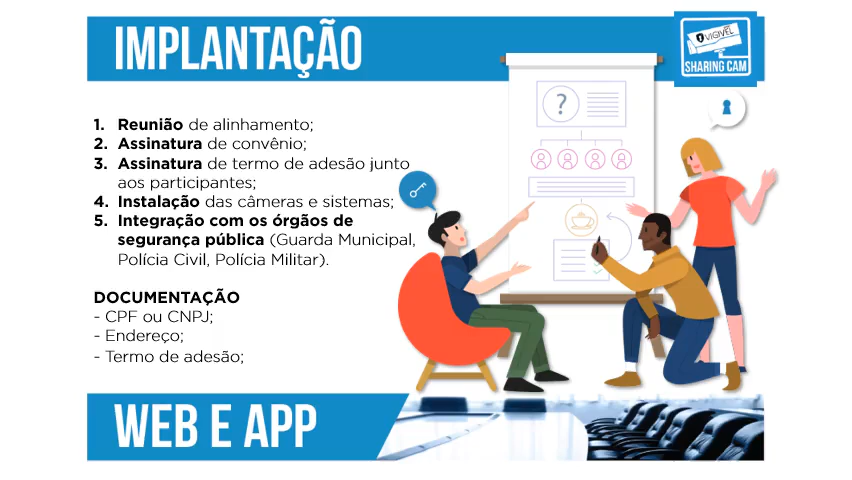 IMPLANTAÇÃO
VIGIVEL
SHARING CAM
1. Reunião de alinhamento;
2. Assinatura de convênio;
3. Assinatura de termo de adesão junto
aos participantes;
4. Instalação das câmeras e sistemas;
5. Integração com os órgãos de
segurança pública (Guarda Municipal,
Polícia Civil, Polícia Militar).
?
DOCUMENTAÇÃO
- CPF ou CNPJ;
- Endereço;
- Termo de adesão;
WEB E APP